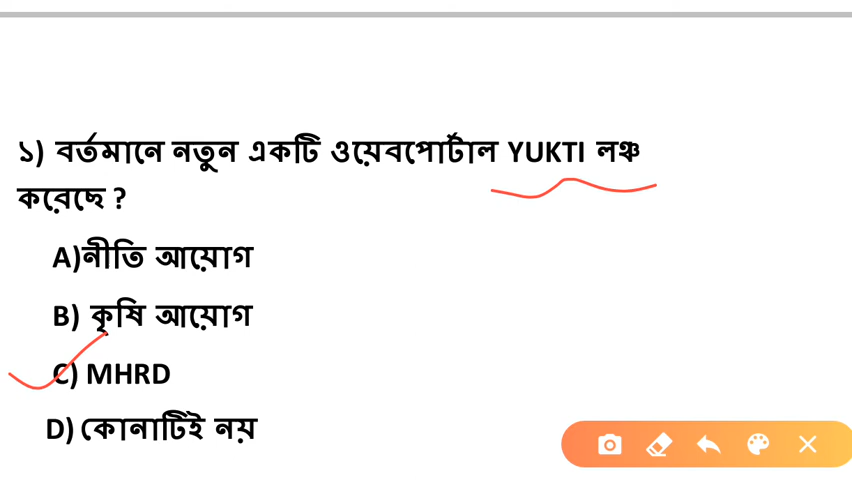 ১) বর্তমানে নতুন একটি ওয়েবপোর্টাল YUKTI লঞ্চ
করেছে ?
A)নীতি আয়োগ
B) কৃষি আয়োগ
C) MHRD
D) কোনাটিই নয়